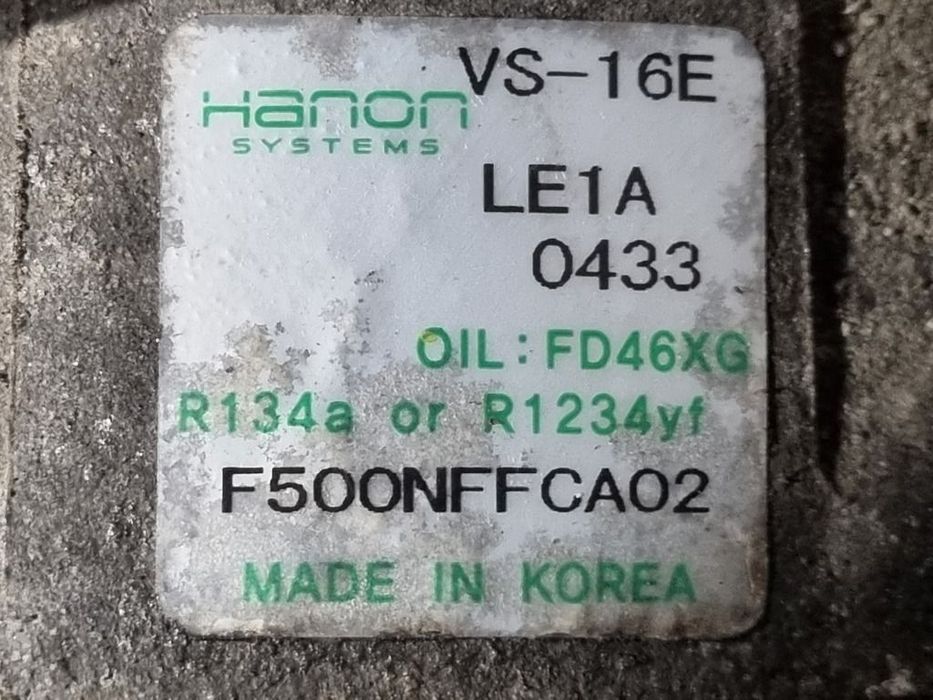 VS-16E
Hanon
SYSTEMS
LE1A
0433
OIL: FD46XG
R134a or R1234yf
F500NFFCA02
MADE IN KOREA